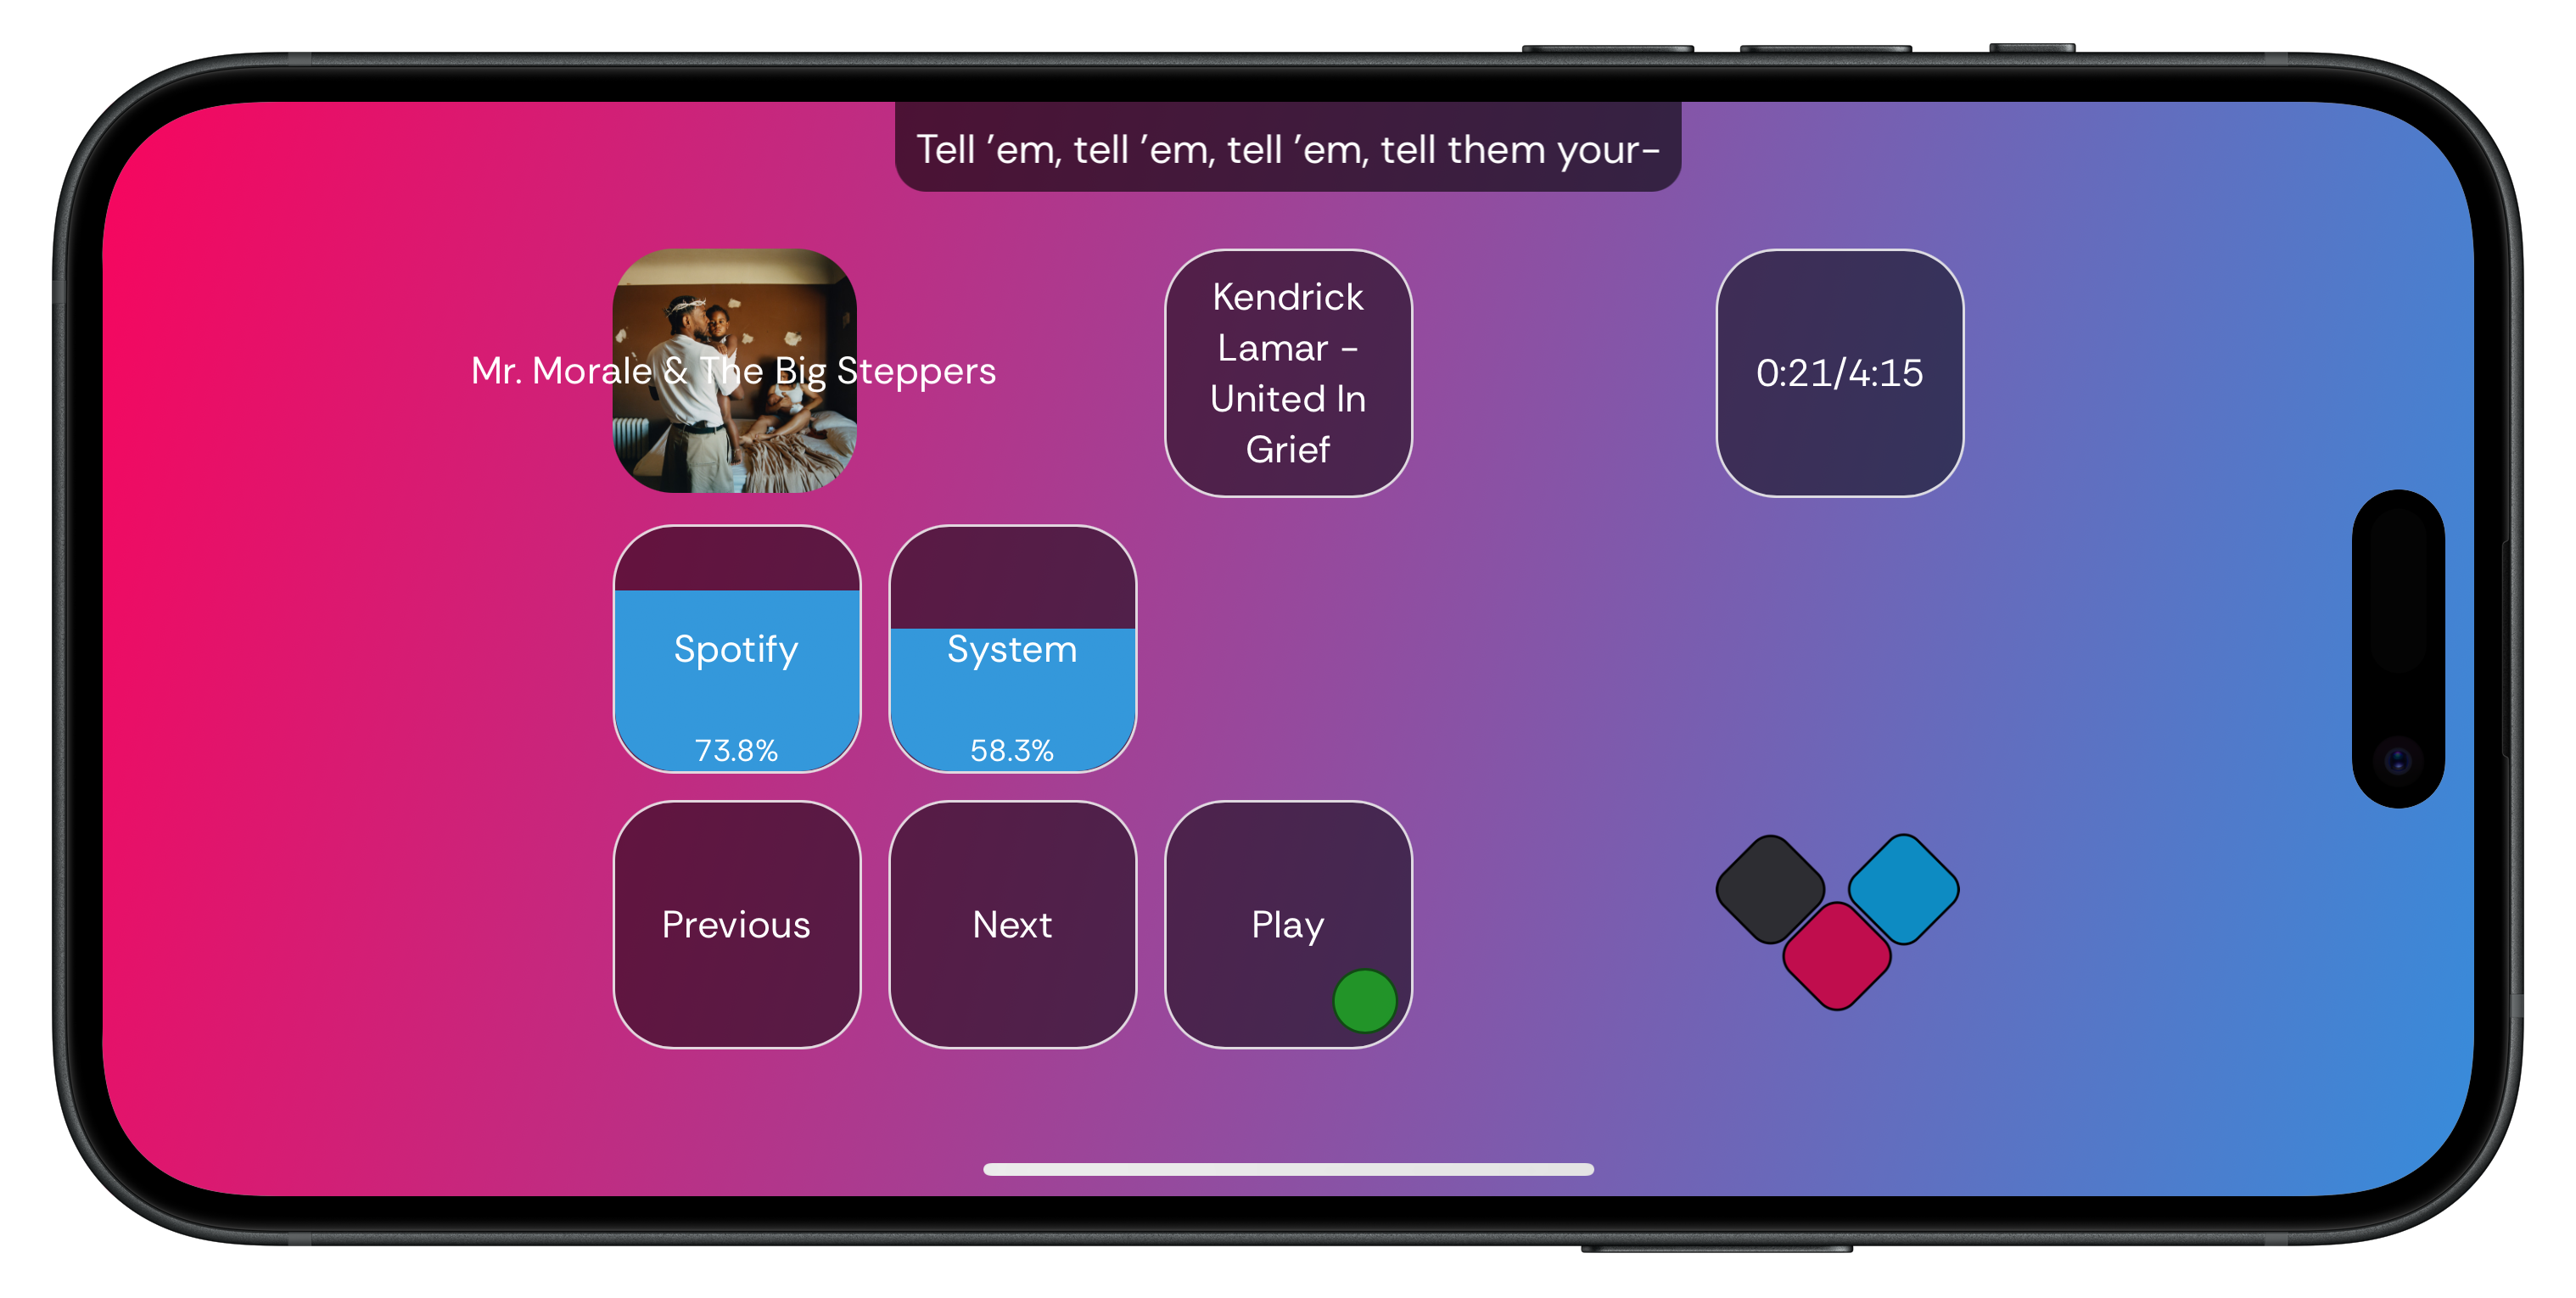 Tell ’em, tell ’em, tell ’em, tell them your-
Mr. Morale & The Big Steppers
Kendrick
Lamar -
United In
Grief
0:21/4:15
Spotify
73.8%
System
58.3%
Previous
Next
Play